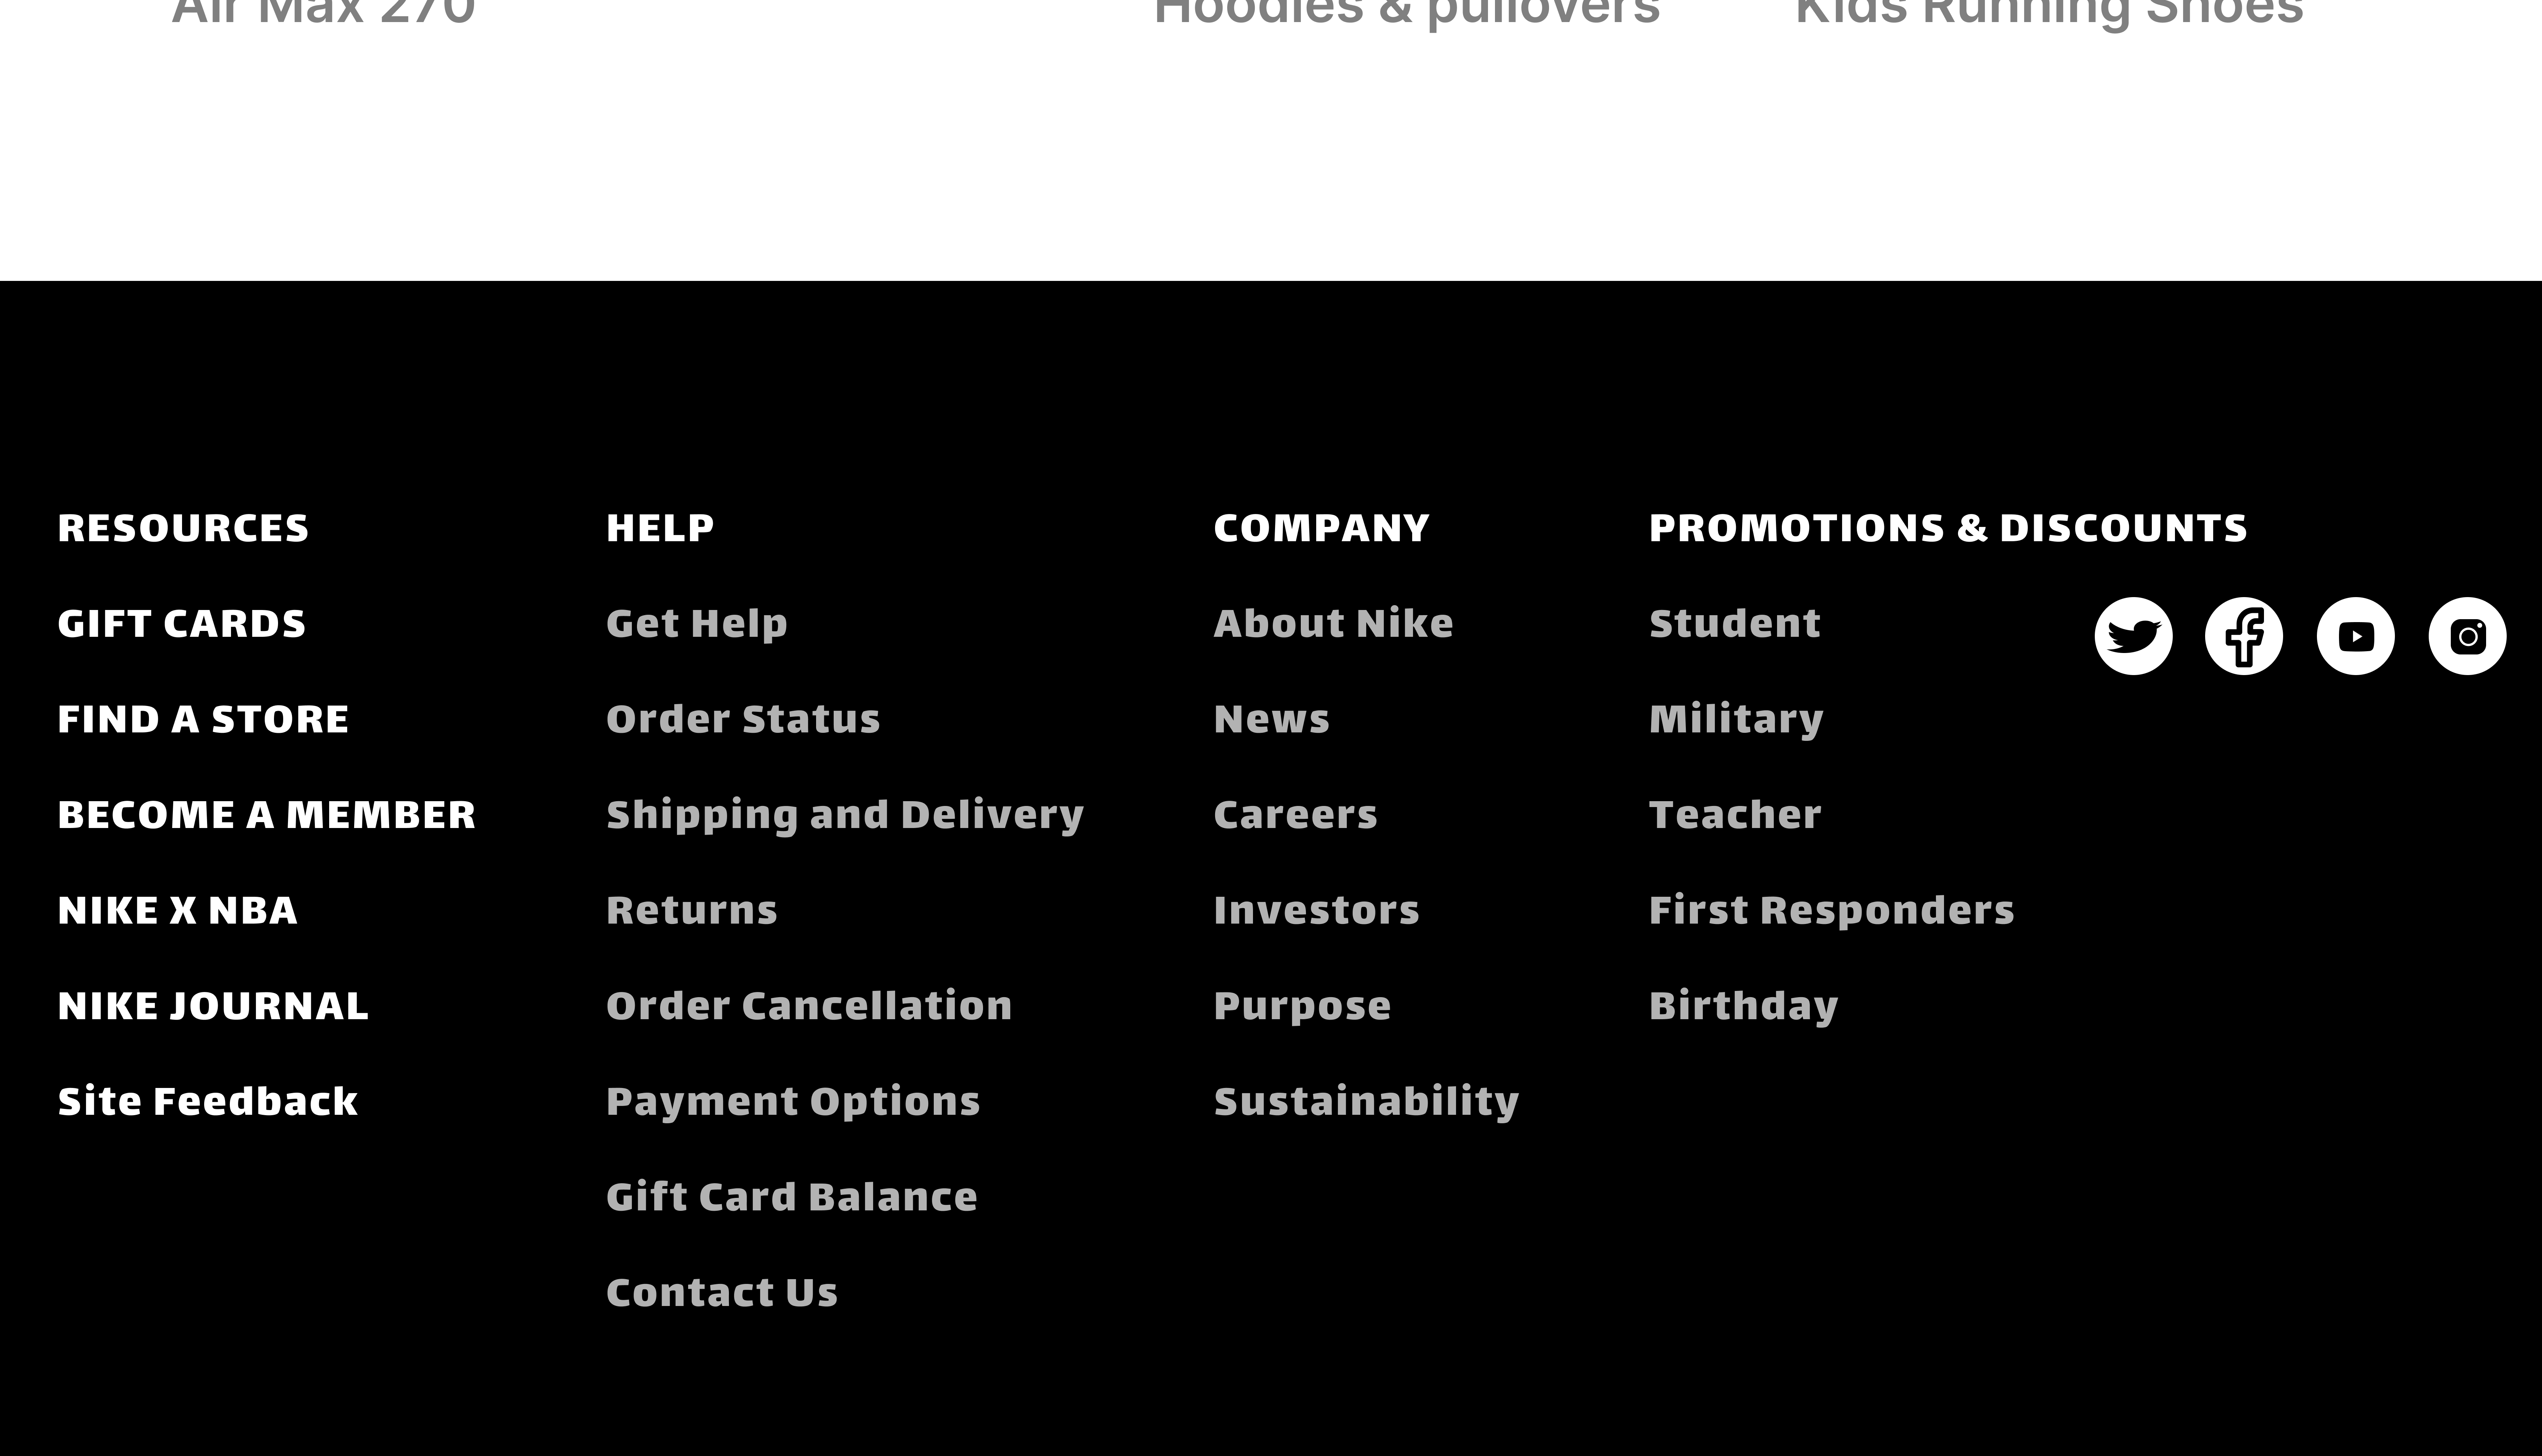 Air Max 270
Hoodies & pullovers
Kids Running Shoes
RESOURCES
GIFT CARDS
FIND A STORE
BECOME A MEMBER
NIKE X NBA
NIKE JOURNAL
Site Feedback
HELP
Get Help
Order Status
Shipping and Delivery
Returns
Order Cancellation
Payment Options
Gift Card Balance
Contact Us
COMPANY
About Nike
News
Careers
Investors
Purpose
Sustainability
PROMOTIONS & DISCOUNTS
Student
Military
Teacher
First Responders
Birthday